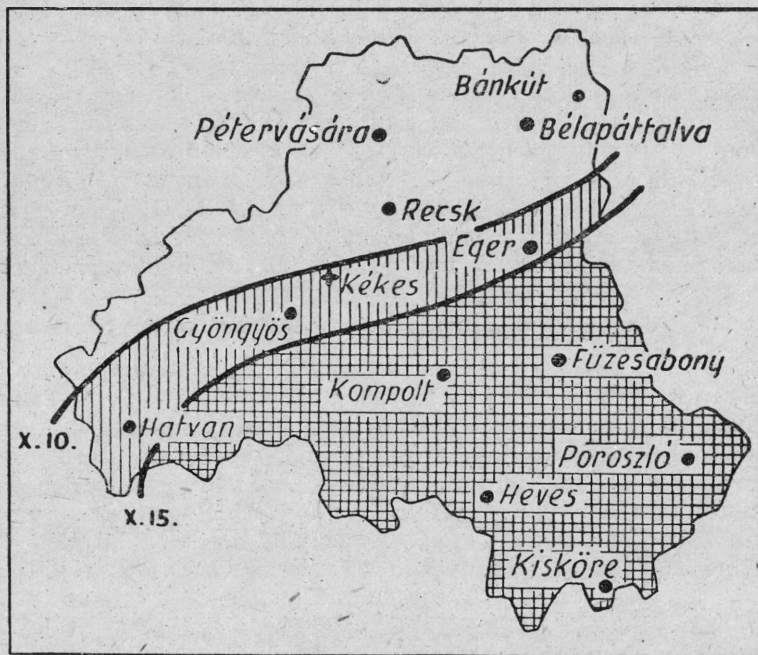 Bánkút
Pétervására
Bélapátfalva
Recsk
Eger
Kékes
Gyöngyös
Füzesabony
Kompolt
X.10.
Hatvan
Poroszló
Heves
X.15.
Kisköre